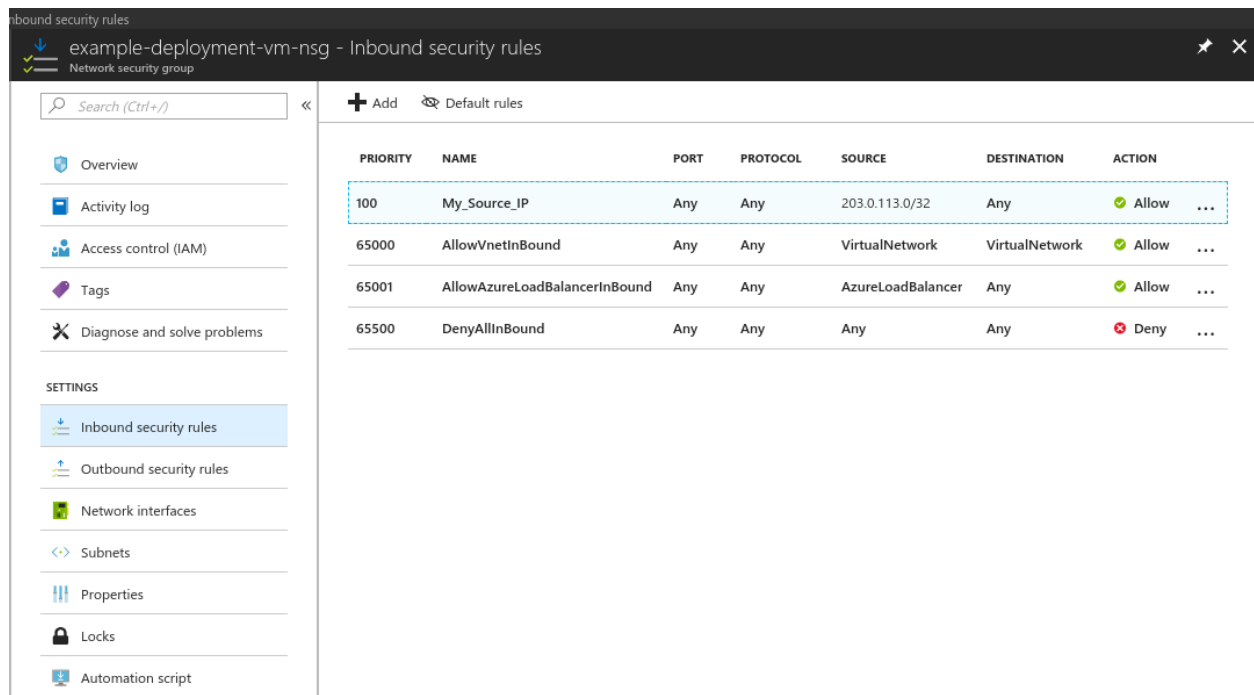 nbound security rules
example-deployment-vm-nsg - Inbound security rules
Network security group
Search (Ctrl+/)
Overview
Activity log
Access control (IAM)
Tags
Diagnose and solve problems
SETTINGS
Inbound security rules
Outbound security rules
Network interfaces
Subnets
Properties
Locks
Automation script
Add Default rules
PRIORITY NAME PORT PROTOCOL SOURCE DESTINATION ACTION
100 My_Source_IP Any Any 203.0.113.0/32 Any Allow ...
65000 AllowVnetInBound Any Any VirtualNetwork VirtualNetwork Allow ...
65001 AllowAzureLoadBalancerInBound Any Any AzureLoadBalancer Any Allow ...
65500 DenyAllInBound Any Any Any Any Deny ...